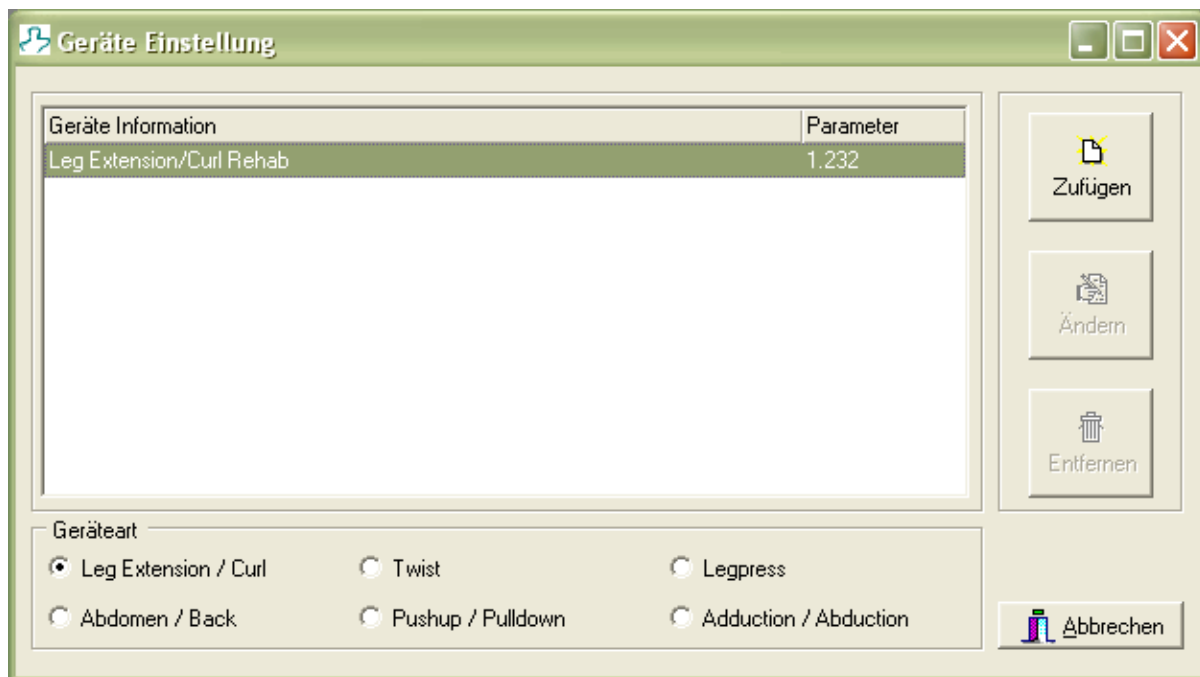 Geräte Einstellung
Geräte Information Parameter
Leg Extension/Curl Rehab 1.232
Zufügen
Ändern
Entfernen
Geräteart
Leg Extension / Curl Twist Legpress
Abdomen / Back Pushup / Pulldown Adduction / Abduction
Abbrechen